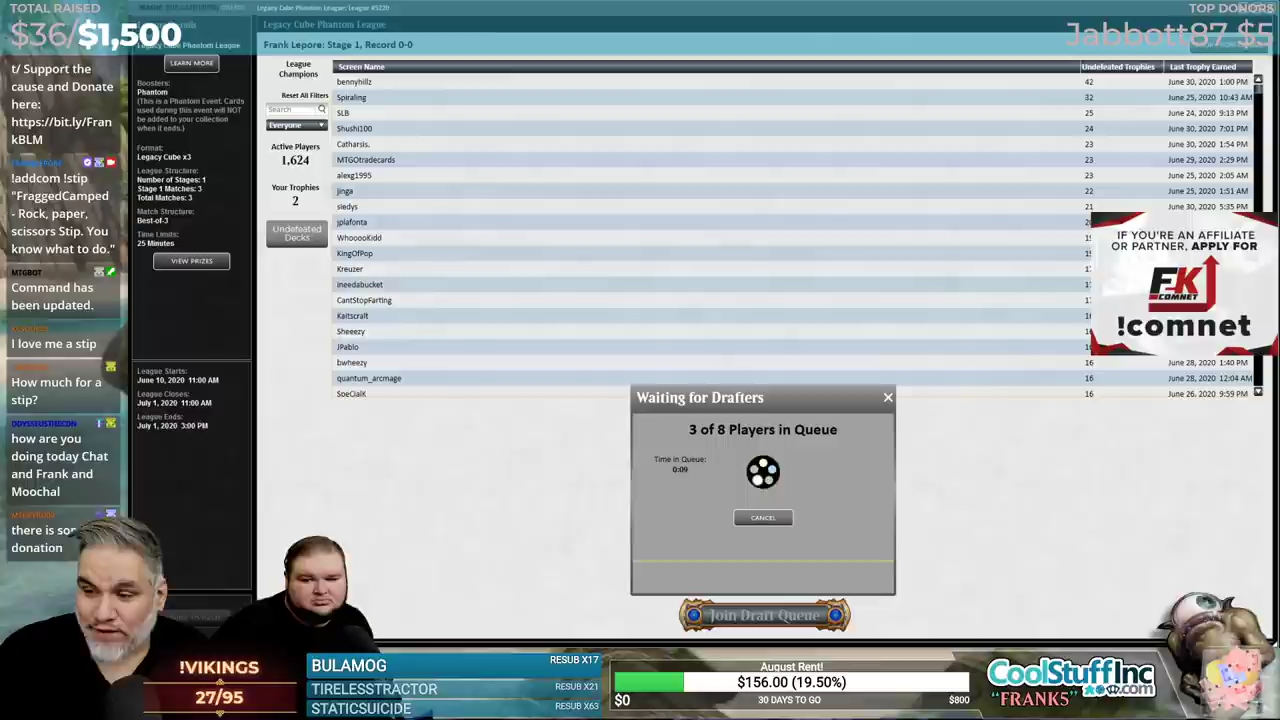 TOTAL RAISED
$36/$1,500
t/ Support the
cause and Donate
here:
https://bit.ly/Fran
kBLM
!addcom !stip
"FraggedCamped
- Rock, paper,
scissors Stip. You
know what to do."
MTGBOT
Command has
been updated.
I love me a stip
How much for a
stip?
ODYSSEUSTHECDN
how are you
doing today Chat
and Frank and
Moochal
donation
Legacy Cube Phantom League
LEARN MORE
Boosters:
Phantom
(This is a Phantom Event. Cards
used during this event will NOT
be added to your collection
when it ends.)
Format:
Legacy Cube x3
League Structure:
Number of Stages: 1
Stage 1 Matches: 3
Total Matches: 3
Match Structure:
Best-of-3
Time Limits:
25 Minutes
VIEW PRIZES
League Starts:
June 10, 2020 11:00 AM
League Closes:
July 1, 2020 11:00 AM
League Ends:
July 1, 2020 3:00 PM
Legacy Cube Phantom League: League #5220
Legacy Cube Phantom League
Frank Lepore: Stage 1, Record 0-0
League
Champions
Reset All Filters
Search
Everyone
Active Players
1,624
Your Trophies
2
Undefeated
Decks
Screen Name Undefeated Trophies Last Trophy Earned
bennyhillz 42 June 30, 2020 1:00 PM
Spiraling 32 June 25, 2020 10:43 AM
SLB 25 June 24, 2020 9:13 PM
Shushi100 24 June 30, 2020 7:01 PM
Catharsis. 23 June 30, 2020 1:54 PM
MTGOtradecards 23 June 29, 2020 2:29 PM
alexg1995 23 June 25, 2020 2:05 AM
jinga 22 June 25, 2020 1:51 AM
sledys 21 June 30, 2020 5:35 PM
jplafonta
WhooooKidd
KingOfPop
Kreuzer
ineedabucket
CantStopFarting
Kaitscralt
Sheeezy
JPablo
bwheezy 16 June 28, 2020 1:40 PM
quantum_arcmage 16 June 28, 2020 12:04 AM
SpeCialK 16 June 26, 2020 9:59 PM
TOP DONORS
Jabbott87 $5
IF YOU'RE AN AFFILIATE
OR PARTNER, APPLY FOR
COMNET
!comnet
Waiting for Drafters
3 of 8 Players in Queue
Time in Queue:
0:09
CANCEL
Join Draft Queue
!VIKINGS
27/95
BULAMOG RESUB X17
TIRELESSTRACTOR RESUB X21
STATICSUICIDE RESUB X63
August Rent!
$156.00 (19.50%)
$0 30 DAYS TO GO $800
CoolStuffInc
.com
"FRANK5"